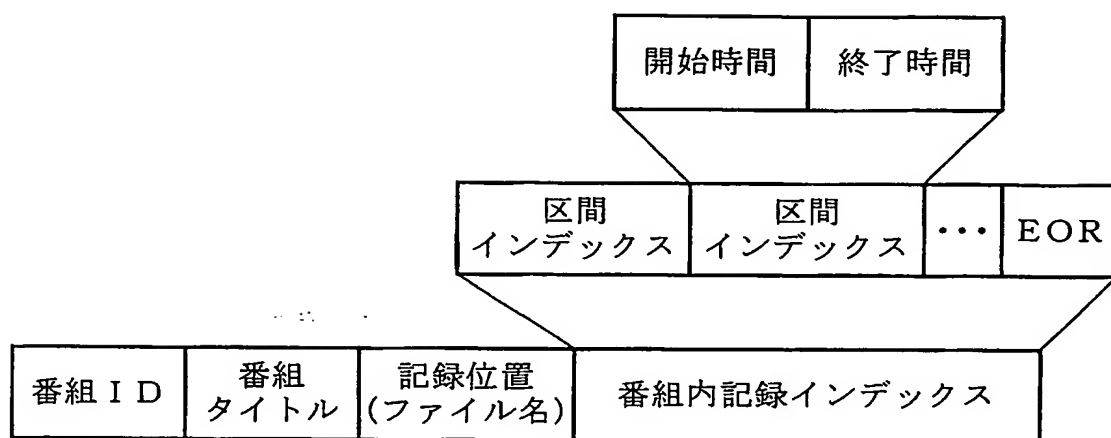 開始時間 終了時間
区間
インデックス
区間
インデックス
･･･
EOR
番組ID
番組
タイトル
記録位置
(ファイル名)
番組内記録インデックス